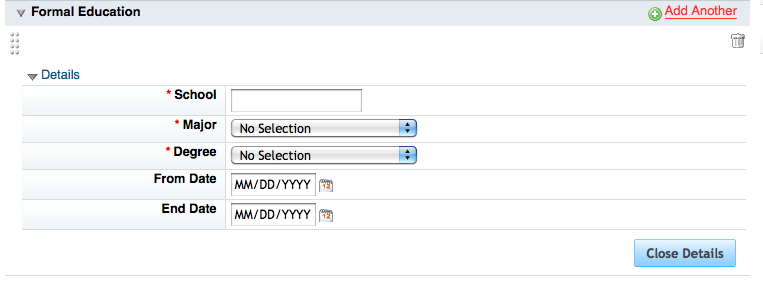 Formal Education Add Another
Details
* School
* Major No Selection
* Degree No Selection
From Date MM/DD/YYYY 12
End Date MM/DD/YYYY 12
Close Details